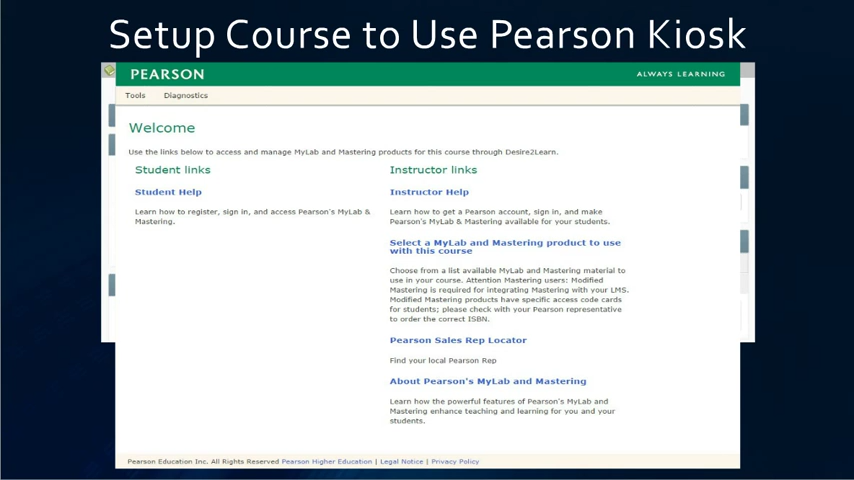 Setup Course to Use Pearson Kiosk
PEARSON
ALWAYS LEARNING
Tools
Diagnostics
Welcome
Use the links below to access and manage MyLab and Mastering products for this course through Desire2Learn.
Student links
Student Help
Learn how to register, sign in, and access Pearson's MyLab &
Mastering.
Instructor links
Instructor Help
Learn how to get a Pearson account, sign in, and make
Pearson's MyLab & Mastering available for your students.
Select a MyLab and Mastering product to use
with this course
Choose from a list available MyLab and Mastering material to
use in your course. Attention Mastering users: Modified
Mastering is required for integrating Mastering with your LMS.
Modified Mastering products have specific access code cards
for students; please check with your Pearson representative
to order the correct ISBN.
Pearson Sales Rep Locator
Find your local Pearson Rep
About Pearson's MyLab and Mastering
Learn how the powerful features of Pearson's MyLab and
Mastering enhance teaching and learning for you and your
students.
Pearson Education Inc. All Rights Reserved Pearson Higher Education | Legal Notice | Privacy Policy